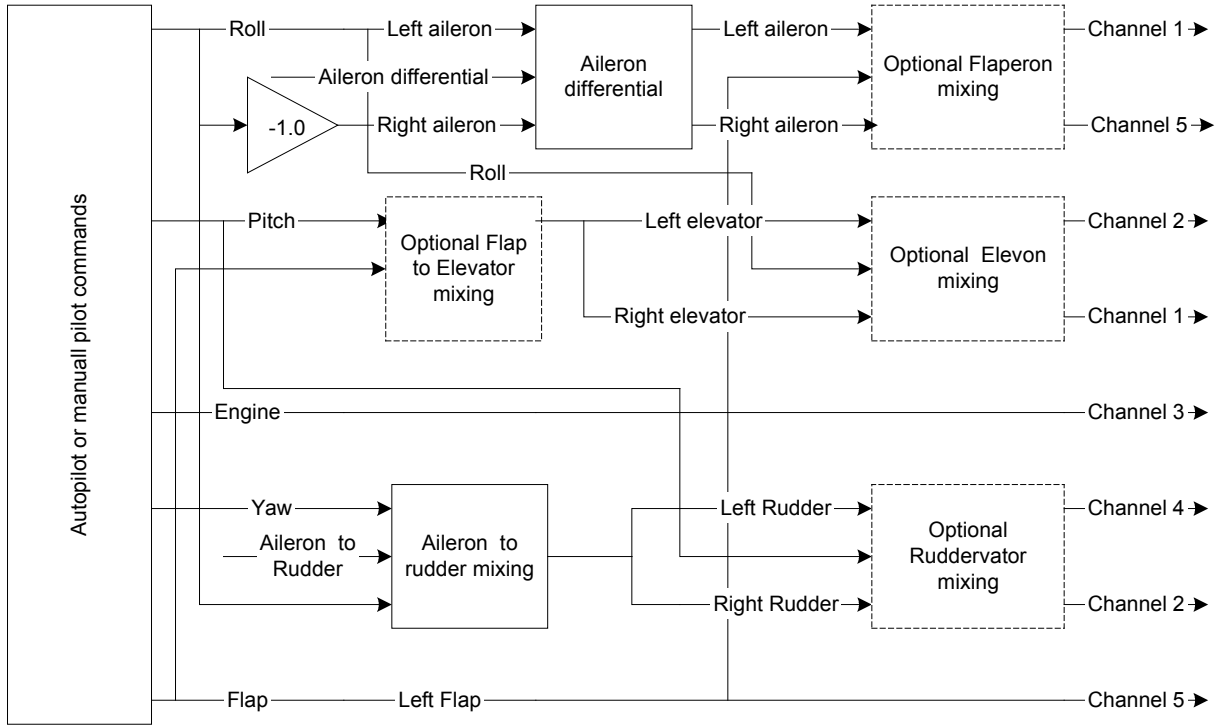 Autopilot or manuall pilot commands
Roll
Left aileron
Aileron differential
-1.0
Right aileron
Aileron
differential
Left aileron
Right aileron
Optional Flaperon
mixing
Channel 1
Channel 5
Roll
Pitch
Optional Flap
to Elevator
mixing
Left elevator
Right elevator
Optional Elevon
mixing
Channel 2
Channel 1
Engine
Channel 3
Yaw
Aileron to
Rudder
Aileron to
rudder mixing
Left Rudder
Right Rudder
Optional
Ruddervator
mixing
Channel 4
Channel 2
Flap
Left Flap
Channel 5